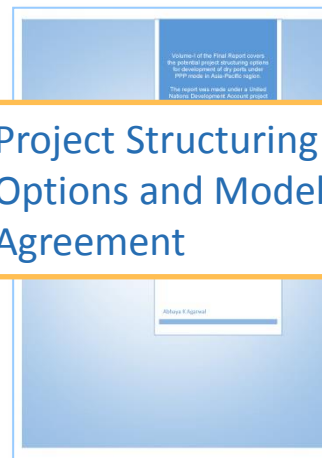 Volume-I of the Final Report covers
the potential project structuring options
for development of dry ports under
PPP mode in Asia-Pacific region
The report was made under a United
Nations Development Account project
Project Structuring
Options and Model
Agreement
Abhaya K Agarwal